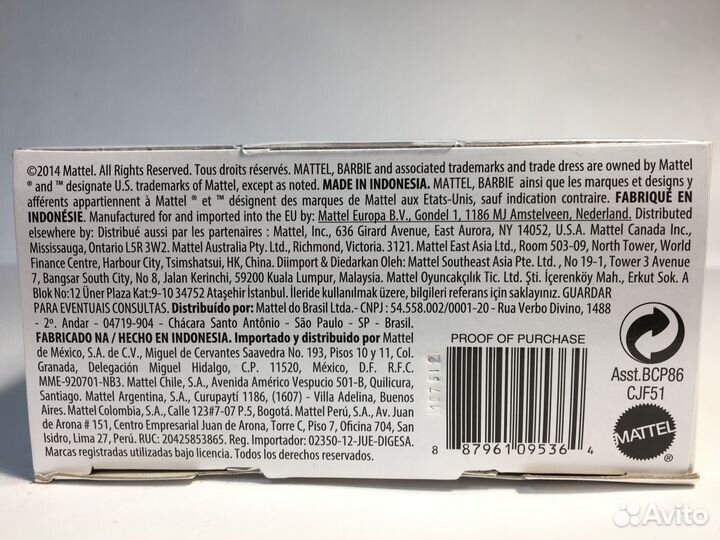 ©2014 Mattel. All Rights Reserved. Tous droits réservés. MATTEL, BARBIE and associated trademarks and trade dress are owned by Mattel
® and ™ designate U.S. trademarks of Mattel, except as noted. MADE IN INDONESIA. MATTEL, BARBIE ainsi que les marques et designs y
afférents appartiennent à Mattel ® et ™ désignent des marques de Mattel aux Etats-Unis, sauf indication contraire. FABRIQUÉ EN
INDONÉSIE. Manufactured for and imported into the EU by: Mattel Europa B.V., Gondel 1, 1186 MJ Amstelveen, Nederland. Distributed
elsewhere by: Distribué aussi par les partenaires : Mattel, Inc., 636 Girard Avenue, East Aurora, NY 14052, U.S.A. Mattel Canada Inc.,
Mississauga, Ontario L5R 3W2. Mattel Australia Pty. Ltd., Richmond, Victoria. 3121. Mattel East Asia Ltd., Room 503-09, North Tower, World
Finance Centre, Harbour City, Tsimshatsui, HK, China. Diimport & Diedarkan Oleh: Mattel Southeast Asia Pte. Ltd. , No 19-1, Tower 3 Avenue
7, Bangsar South City, No 8, Jalan Kerinchi, 59200 Kuala Lumpur, Malaysia. Mattel Oyuncakçılık Tic. Ltd. Şti. İçerenköy Mah., Erkut Sok. A
Blok No:12 Üner Plaza Kat:9-10 34752 Ataşehir İstanbul. İleride kullanılmak üzere, bilgileri referans için saklayınız. GUARDAR
PARA EVENTUAIS CONSULTAS. Distribuído por: Mattel do Brasil Ltda.- CNPJ : 54.558.002/0001-20 - Rua Verbo Divino, 1488
- 2º. Andar - 04719-904 - Chácara Santo Antônio - São Paulo - SP - Brasil.
FABRICADO NA / HECHO EN INDONESIA. Importado y distribuido por Mattel
de México, S.A. de C.V., Miguel de Cervantes Saavedra No. 193, Pisos 10 y 11, Col.
Granada, Delegación Miguel Hidalgo, C.P. 11520, México, D.F. R.F.C.
MME-920701-NB3. Mattel Chile, S.A., Avenida Américo Vespucio 501-B, Quilicura,
Santiago. Mattel Argentina, S.A., Curupaytí 1186, (1607) - Villa Adelina, Buenos
Aires. Mattel Colombia, S.A., Calle 123#7-07 P.5, Bogotá. Mattel Perú, S.A., Av. Juan
de Arona # 151, Centro Empresarial Juan de Arona, Torre C, Piso 7, Oficina 704, San
Isidro, Lima 27, Perú. RUC: 20425853865. Reg. Importador: 02350-12-JUE-DIGESA.
Marcas registradas utilizadas bajo licencia. Todos los derechos reservados.
PROOF OF PURCHASE
8 87961 09536 4
Asst.BCP86
CJF51
MATTEL
®
Avito